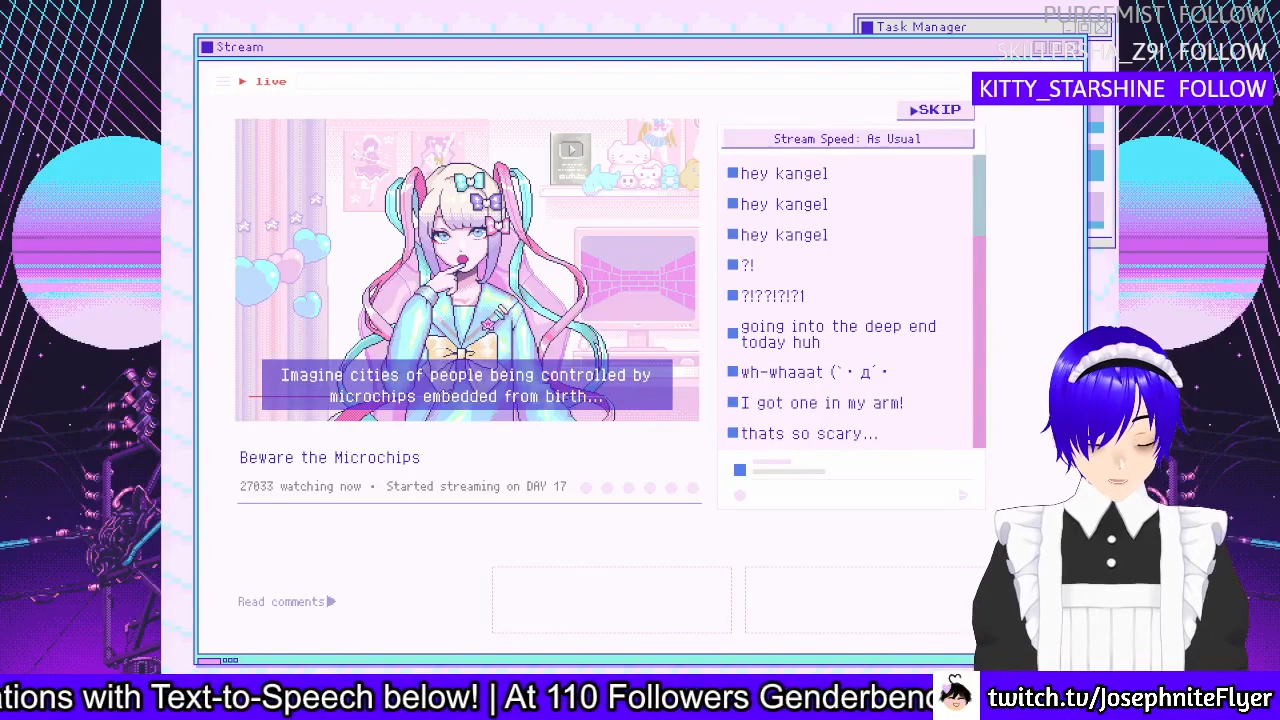 PURGEMIST FOLLOW
Task Manager
Stream
SKILLERSHA_Z9I FOLLOW
live
KITTY_STARSHINE FOLLOW
▶SKIP
Stream Speed: As Usual
hey kangel
hey kangel
hey kangel
?!
?!??!?!?1
going into the deep end
today huh
wh-whaaat (`・д´・
I got one in my arm!
thats so scary...
Imagine cities of people being controlled by
microchips embedded from birth...
Beware the Microchips
27033 watching now • Started streaming on DAY 17
Read comments▶
ations with Text-to-Speech below! | At 110 Followers Genderbend
twitch.tv/JosephniteFlyer